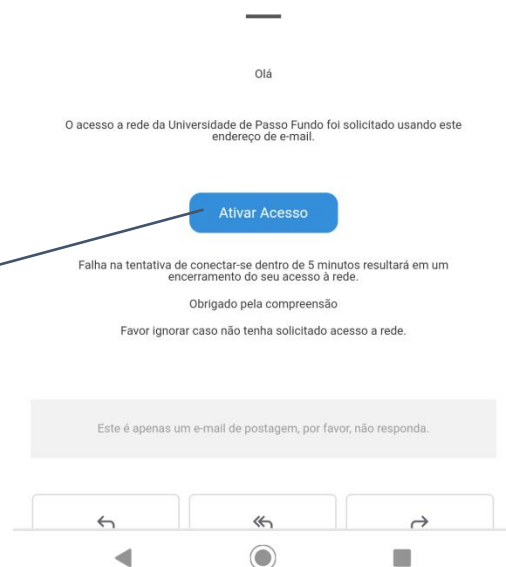 Olá
O acesso a rede da Universidade de Passo Fundo foi solicitado usando este
endereço de e-mail.
Ativar Acesso
Falha na tentativa de conectar-se dentro de 5 minutos resultará em um
encerramento do seu acesso à rede.
Obrigado pela compreensão
Favor ignorar caso não tenha solicitado acesso a rede.
Este é apenas um e-mail de postagem, por favor, não responda.